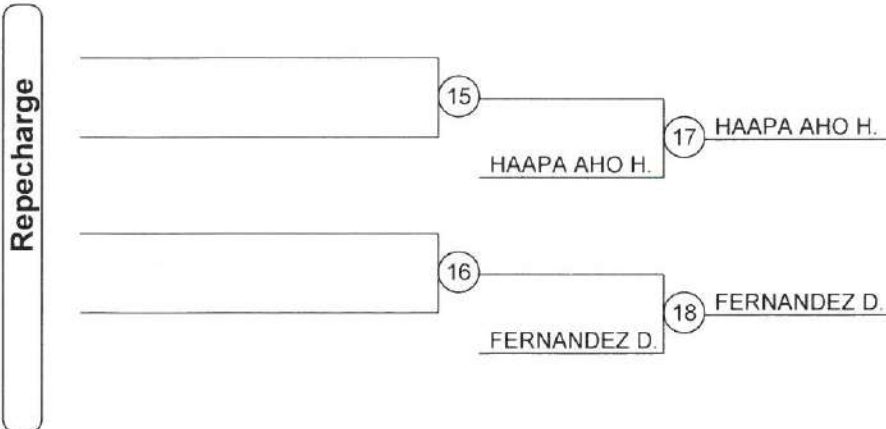 Repecharge
15
HAAPA AHO H.
17
HAAPA AHO H.
16
FERNANDEZ D.
18
FERNANDEZ D.